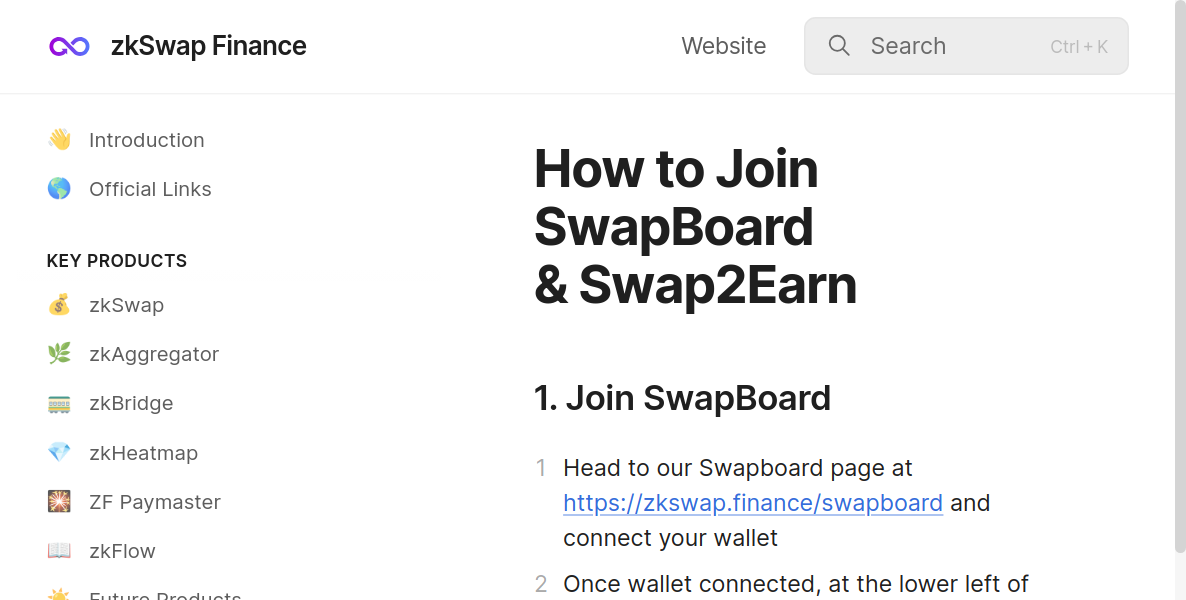 zkSwap Finance
Website
Search
Ctrl + K
Introduction
Official Links
KEY PRODUCTS
zkSwap
zkAggregator
zkBridge
zkHeatmap
ZF Paymaster
zkFlow
Future Products
How to Join
SwapBoard
& Swap2Earn
1. Join SwapBoard
1 Head to our Swapboard page at
https://zkswap.finance/swapboard and
connect your wallet
2 Once wallet connected, at the lower left of